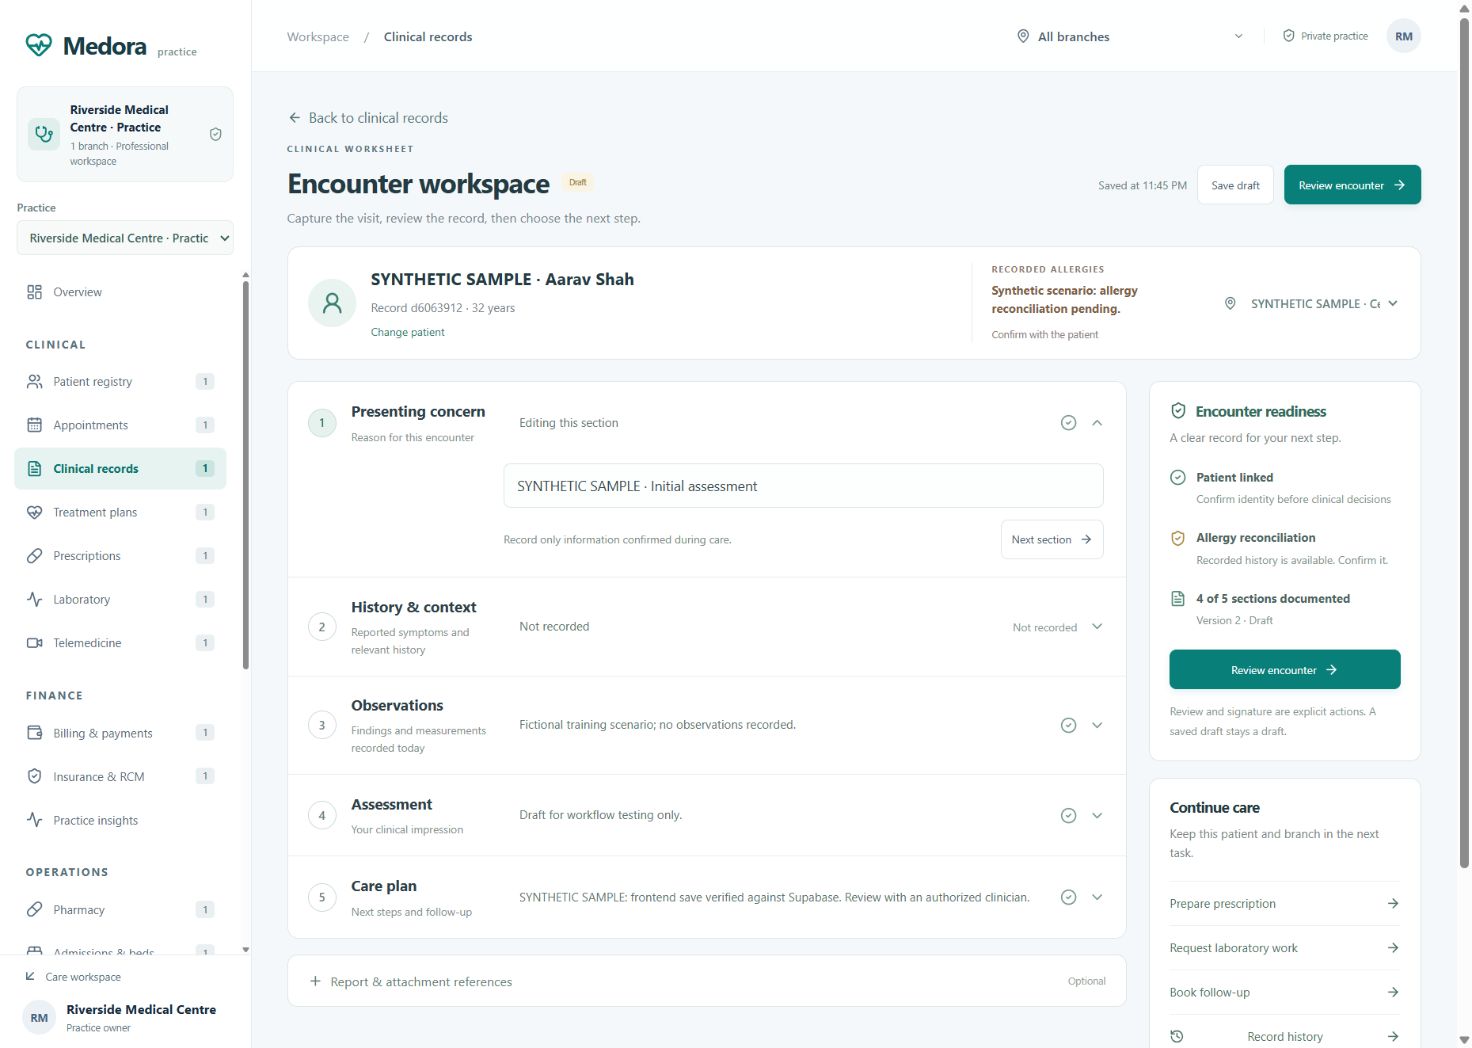 Medora practice
Riverside Medical
Centre · Practice
1 branch · Professional
workspace
Practice
Riverside Medical Centre · Practic
Overview
CLINICAL
Patient registry 1
Appointments 1
Clinical records 1
Treatment plans 1
Prescriptions 1
Laboratory 1
Telemedicine 1
FINANCE
Billing & payments 1
Insurance & RCM 1
Practice insights
OPERATIONS
Pharmacy 1
Admissions & beds 1
Care workspace
RM
Riverside Medical Centre
Practice owner
Workspace / Clinical records
All branches
Private practice
RM
Back to clinical records
CLINICAL WORKSHEET
Encounter workspace Draft
Capture the visit, review the record, then choose the next step.
Saved at 11:45 PM
Save draft
Review encounter
SYNTHETIC SAMPLE · Aarav Shah
Record d6063912 · 32 years
Change patient
RECORDED ALLERGIES
Synthetic scenario: allergy
reconciliation pending.
Confirm with the patient
SYNTHETIC SAMPLE · Ce
1
Presenting concern
Reason for this encounter
Editing this section
SYNTHETIC SAMPLE · Initial assessment
Record only information confirmed during care.
Next section
2
History & context
Reported symptoms and
relevant history
Not recorded
Not recorded
3
Observations
Findings and measurements
recorded today
Fictional training scenario; no observations recorded.
4
Assessment
Your clinical impression
Draft for workflow testing only.
5
Care plan
Next steps and follow-up
SYNTHETIC SAMPLE: frontend save verified against Supabase. Review with an authorized clinician.
Report & attachment references
Optional
Encounter readiness
A clear record for your next step.
Patient linked
Confirm identity before clinical decisions
Allergy reconciliation
Recorded history is available. Confirm it.
4 of 5 sections documented
Version 2 · Draft
Review encounter
Review and signature are explicit actions. A
saved draft stays a draft.
Continue care
Keep this patient and branch in the next
task.
Prepare prescription
Request laboratory work
Book follow-up
Record history